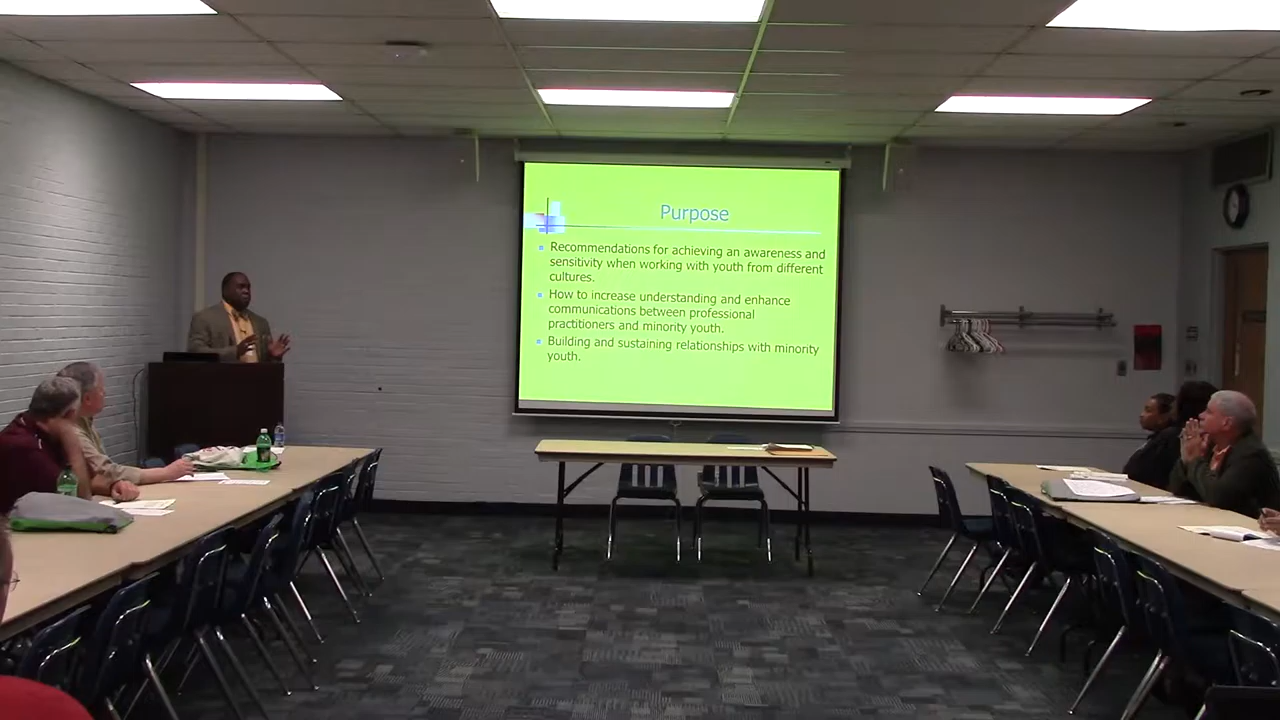 Purpose
Recommendations for achieving an awareness and
sensitivity when working with youth from different
cultures.
How to increase understanding and enhance
communications between professional
practitioners and minority youth.
Building and sustaining relationships with minority
youth.